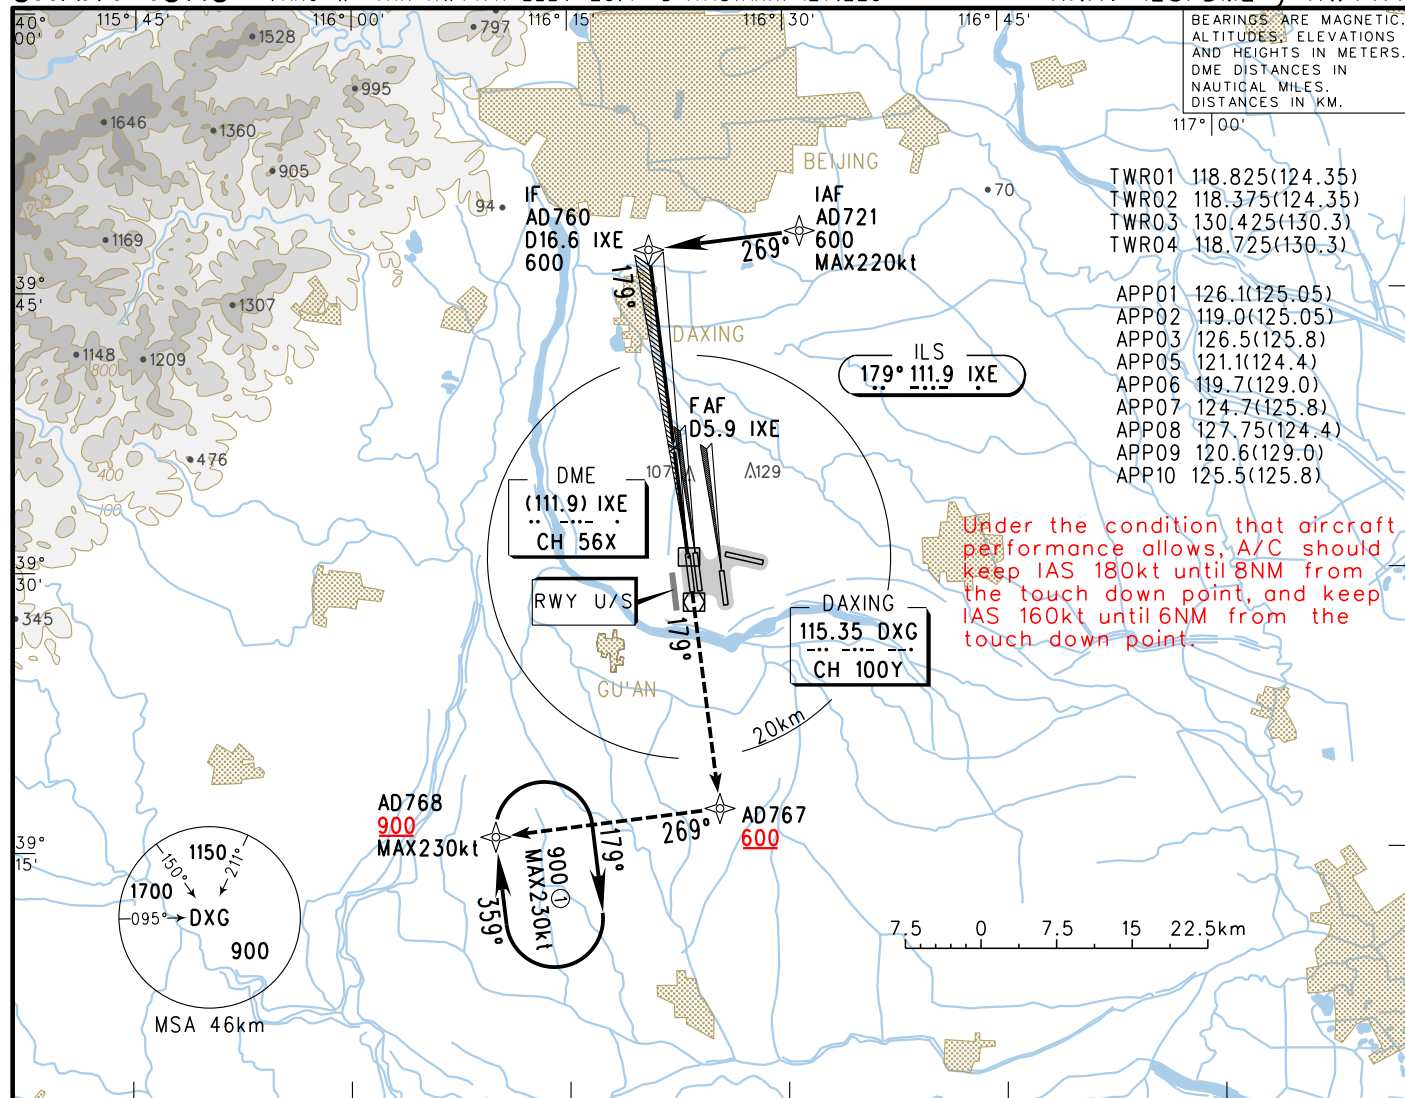 40°
00'
115° 45'
116° 00'
116° 15'
116° 30'
116° 45'
BEARINGS ARE MAGNETIC.
ALTITUDES, ELEVATIONS
AND HEIGHTS IN METERS.
DME DISTANCES IN
NAUTICAL MILES.
DISTANCES IN KM.
117° 00'
1528
797
995
1646
1360
905
94
1169
1307
1148
1209
800
476
400
100
345
70
BEIJING
TWR01 118.825(124.35)
TWR02 118.375(124.35)
TWR03 130.425(130.3)
TWR04 118.725(130.3)
APP01 126.1(125.05)
APP02 119.0(125.05)
APP03 126.5(125.8)
APP05 121.1(124.4)
APP06 119.7(129.0)
APP07 124.7(125.8)
APP08 127.75(124.4)
APP09 120.6(129.0)
APP10 125.5(125.8)
IF
AD760
D16.6 IXE
600
IAF
AD721
600
MAX220kt
269°
179°
39°
45'
DAXING
ILS
179° 111.9 IXE
FAF
D5.9 IXE
107
129
DME
(111.9) IXE
CH 56X
Under the condition that aircraft
performance allows, A/C should
keep IAS 180kt until 8NM from
the touch down point, and keep
IAS 160kt until 6NM from the
touch down point.
39°
30'
RWY U/S
179°
DAXING
115.35 DXG
CH 100Y
GU'AN
20km
AD768
900
MAX230kt
269°
AD767
600
39°
15'
179°
900 ①
MAX230kt
359°
1150
150°
211°
1700
095°
DXG
900
MSA 46km
7.5 0 7.5 15 22.5km